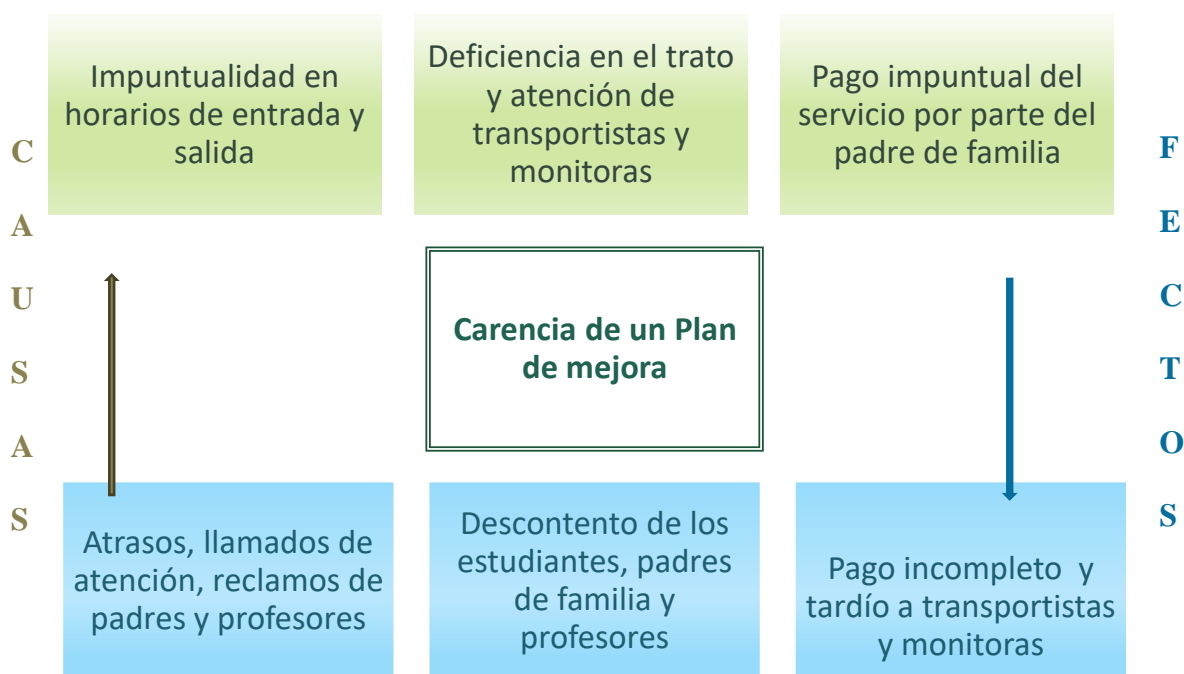 Impuntualidad en
horarios de entrada y
salida
Deficiencia en el trato
y atención de
transportistas y
monitoras
Pago impuntual del
servicio por parte del
padre de familia
C
A
U
S
A
S
Carencia de un Plan
de mejora
F
E
C
T
O
S
Atrasos, llamados de
atención, reclamos de
padres y profesores
Descontento de los
estudiantes, padres
de familia y
profesores
Pago incompleto y
tardío a transportistas
y monitoras